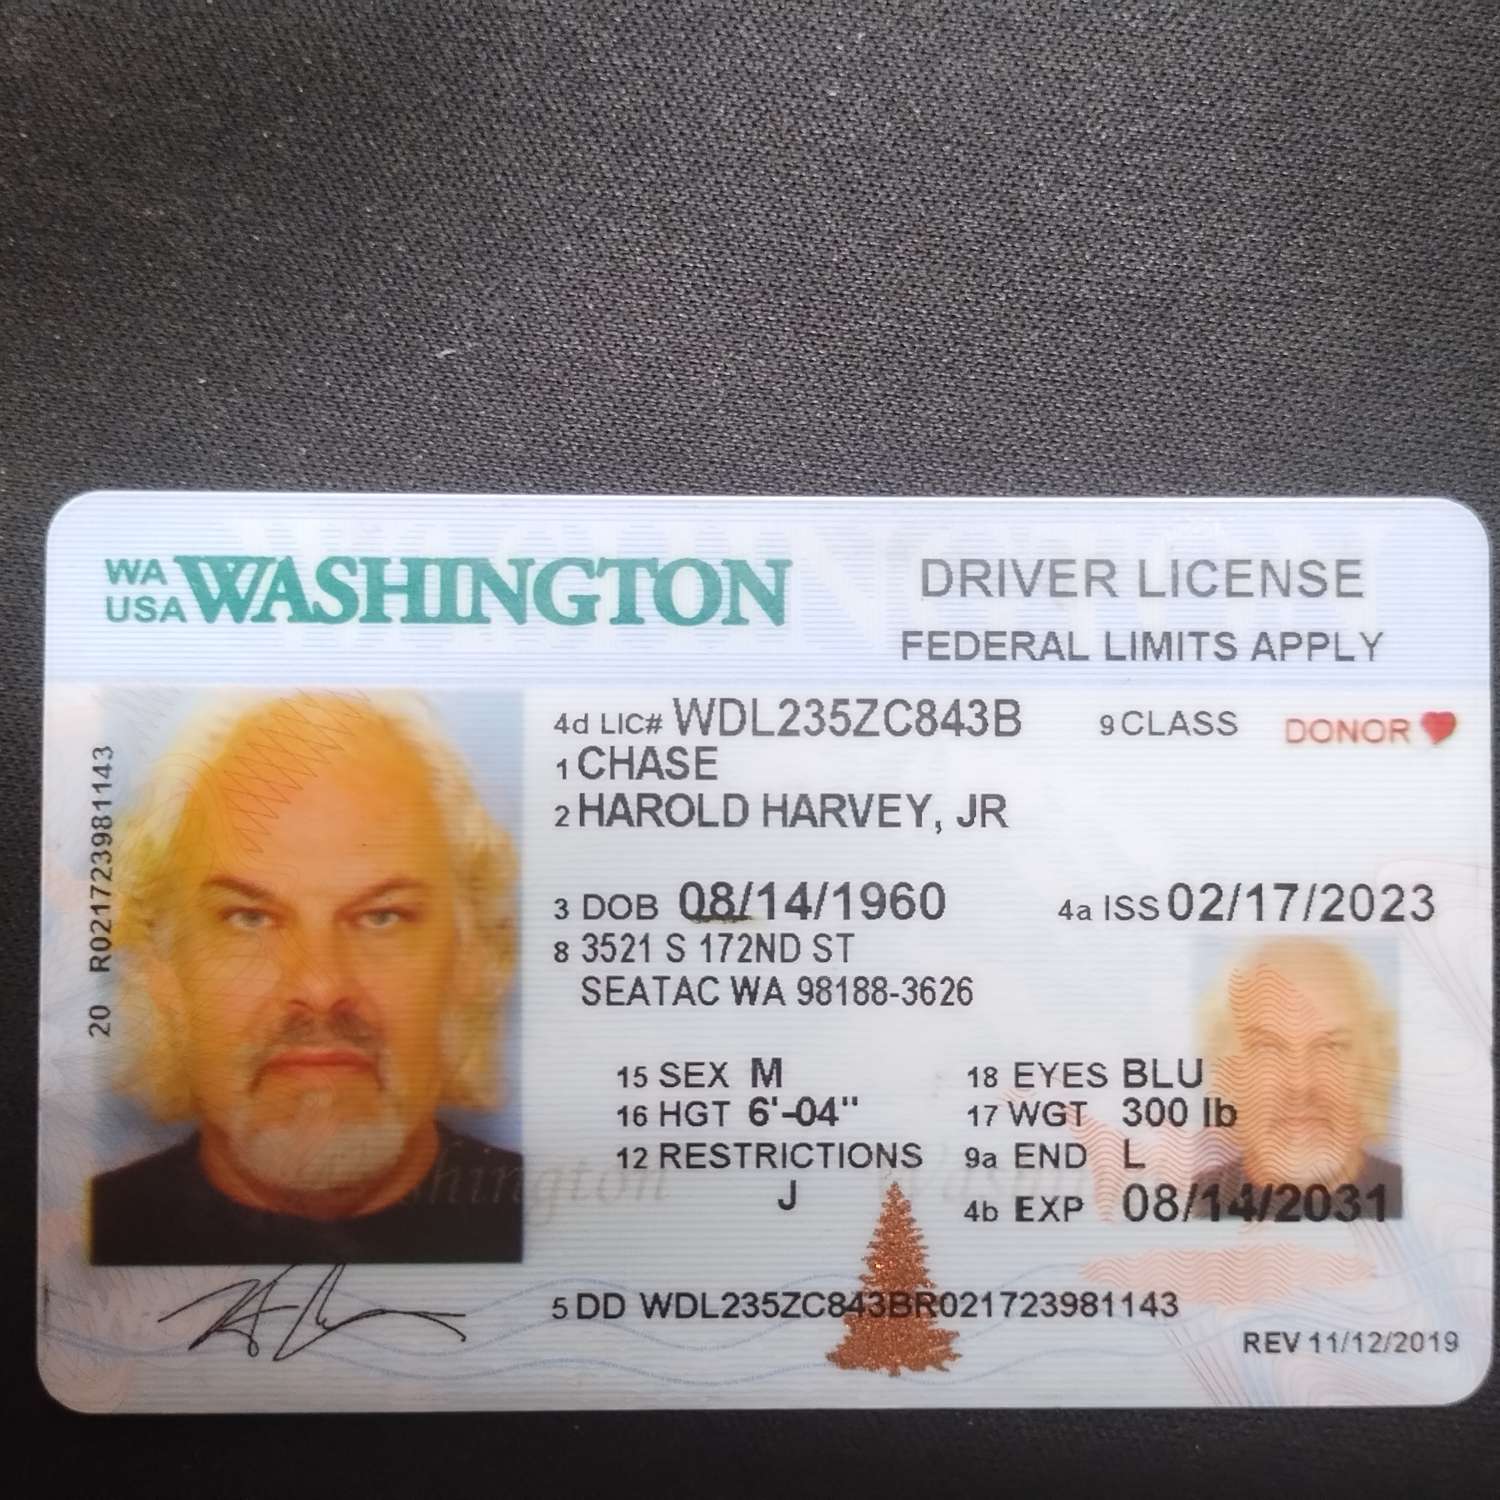 WA WASHINGTON
USA
DRIVER LICENSE
FEDERAL LIMITS APPLY
4d LIC# WDL235ZC843B 9 CLASS DONOR
1 CHASE
2 HAROLD HARVEY, JR
3 DOB 08/14/1960 4a ISS 02/17/2023
8 3521 S 172ND ST
SEATAC WA 98188-3626
15 SEX M 18 EYES BLU
16 HGT 6'-04" 17 WGT 300 lb
12 RESTRICTIONS 9a END L
J
4b EXP 08/14/2031
5 DD WDL235ZC843BR021723981143
REV 11/12/2019
20 R021723981143